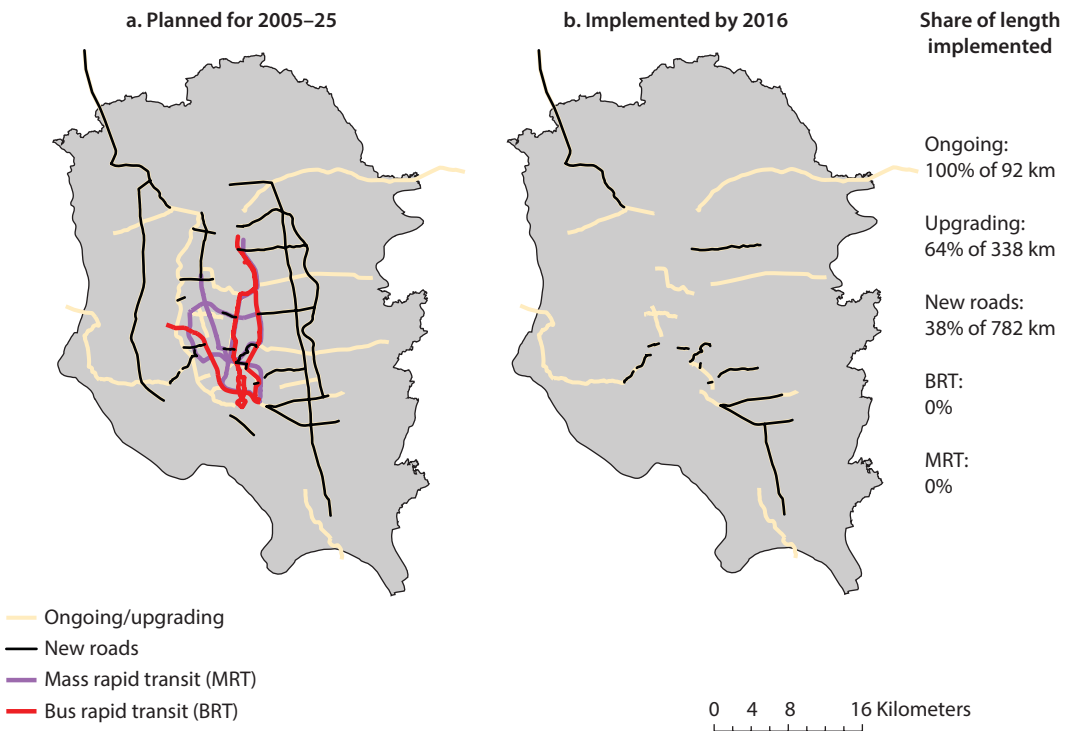 a. Planned for 2005–25
b. Implemented by 2016
Share of length
implemented
Ongoing:
100% of 92 km
Upgrading:
64% of 338 km
New roads:
38% of 782 km
BRT:
0%
MRT:
0%
Ongoing/upgrading
New roads
Mass rapid transit (MRT)
Bus rapid transit (BRT)
0 4 8 16 Kilometers